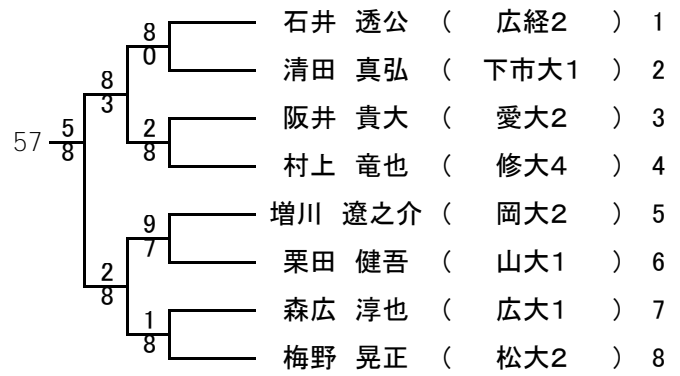 石井 透公 ( 広経2 ) 1
8
0
清田 真弘 ( 下市大1 ) 2
8
3
阪井 貴大 ( 愛大2 ) 3
2
8
村上 竜也 ( 修大4 ) 4
57
5
8
増川 遼之介 ( 岡大2 ) 5
9
7
栗田 健吾 ( 山大1 ) 6
2
8
森広 淳也 ( 広大1 ) 7
1
8
梅野 晃正 ( 松大2 ) 8